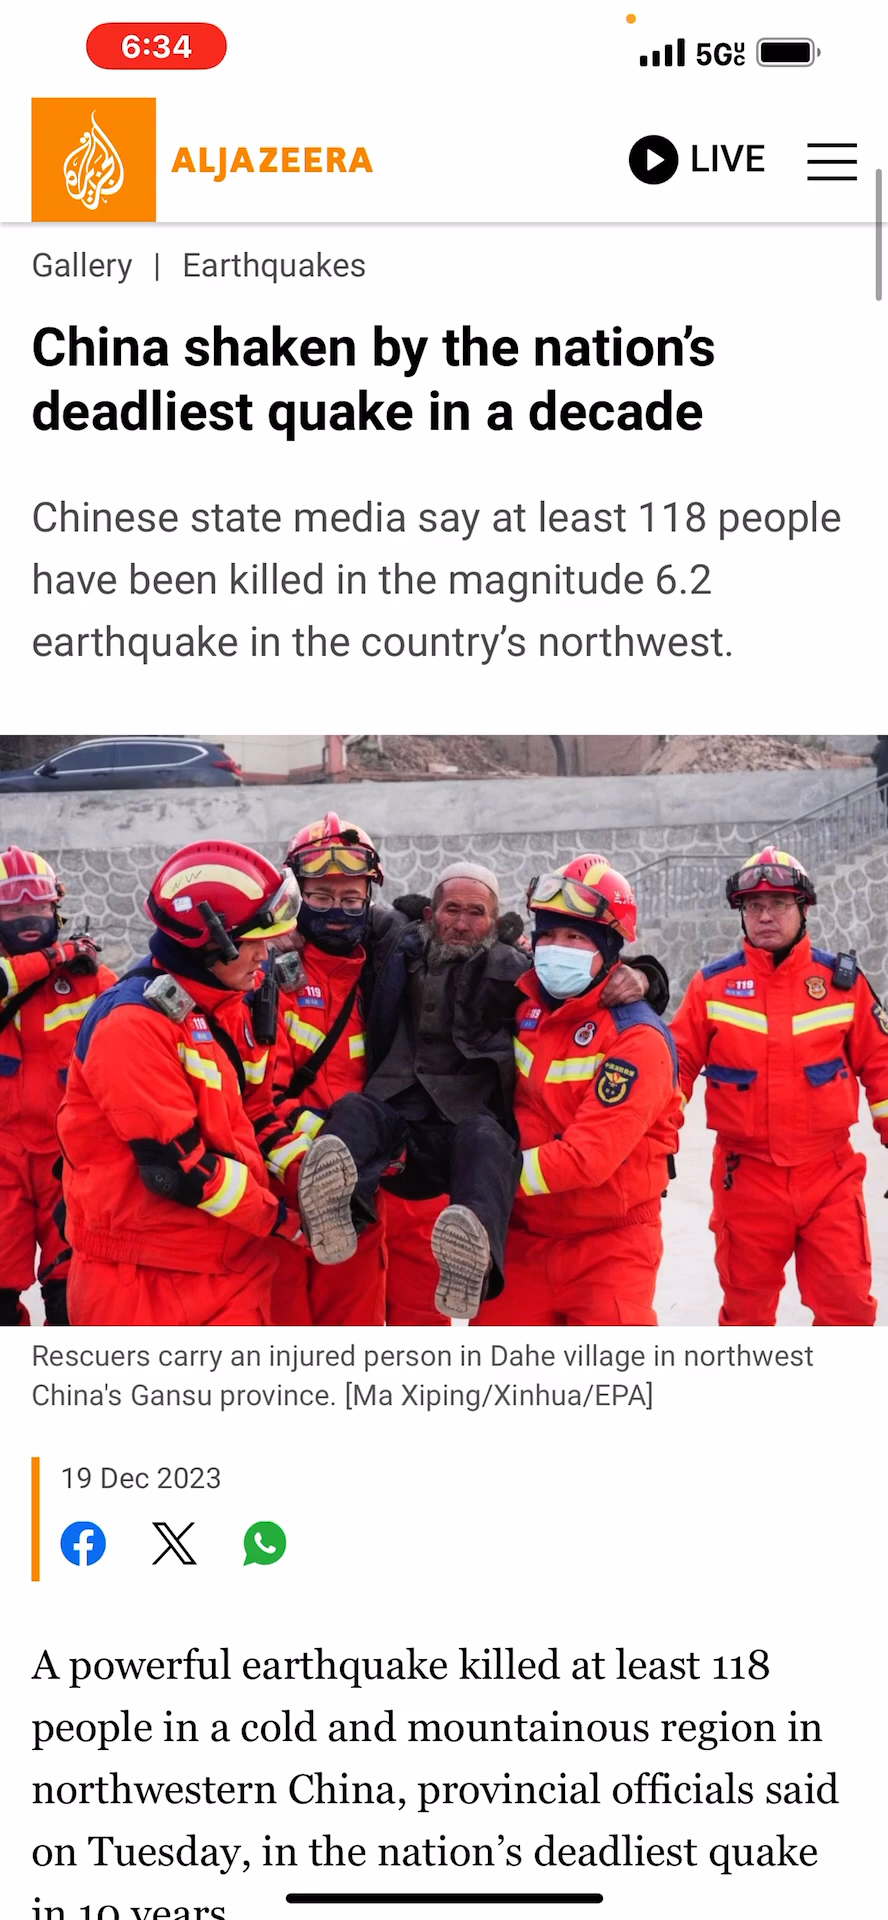 6:34
5GUC
ALJAZEERA
LIVE
Gallery | Earthquakes
China shaken by the nation’s
deadliest quake in a decade
Chinese state media say at least 118 people
have been killed in the magnitude 6.2
earthquake in the country’s northwest.
119
119
119
119
Rescuers carry an injured person in Dahe village in northwest
China's Gansu province. [Ma Xiping/Xinhua/EPA]
19 Dec 2023
A powerful earthquake killed at least 118
people in a cold and mountainous region in
northwestern China, provincial officials said
on Tuesday, in the nation’s deadliest quake
in 10 years